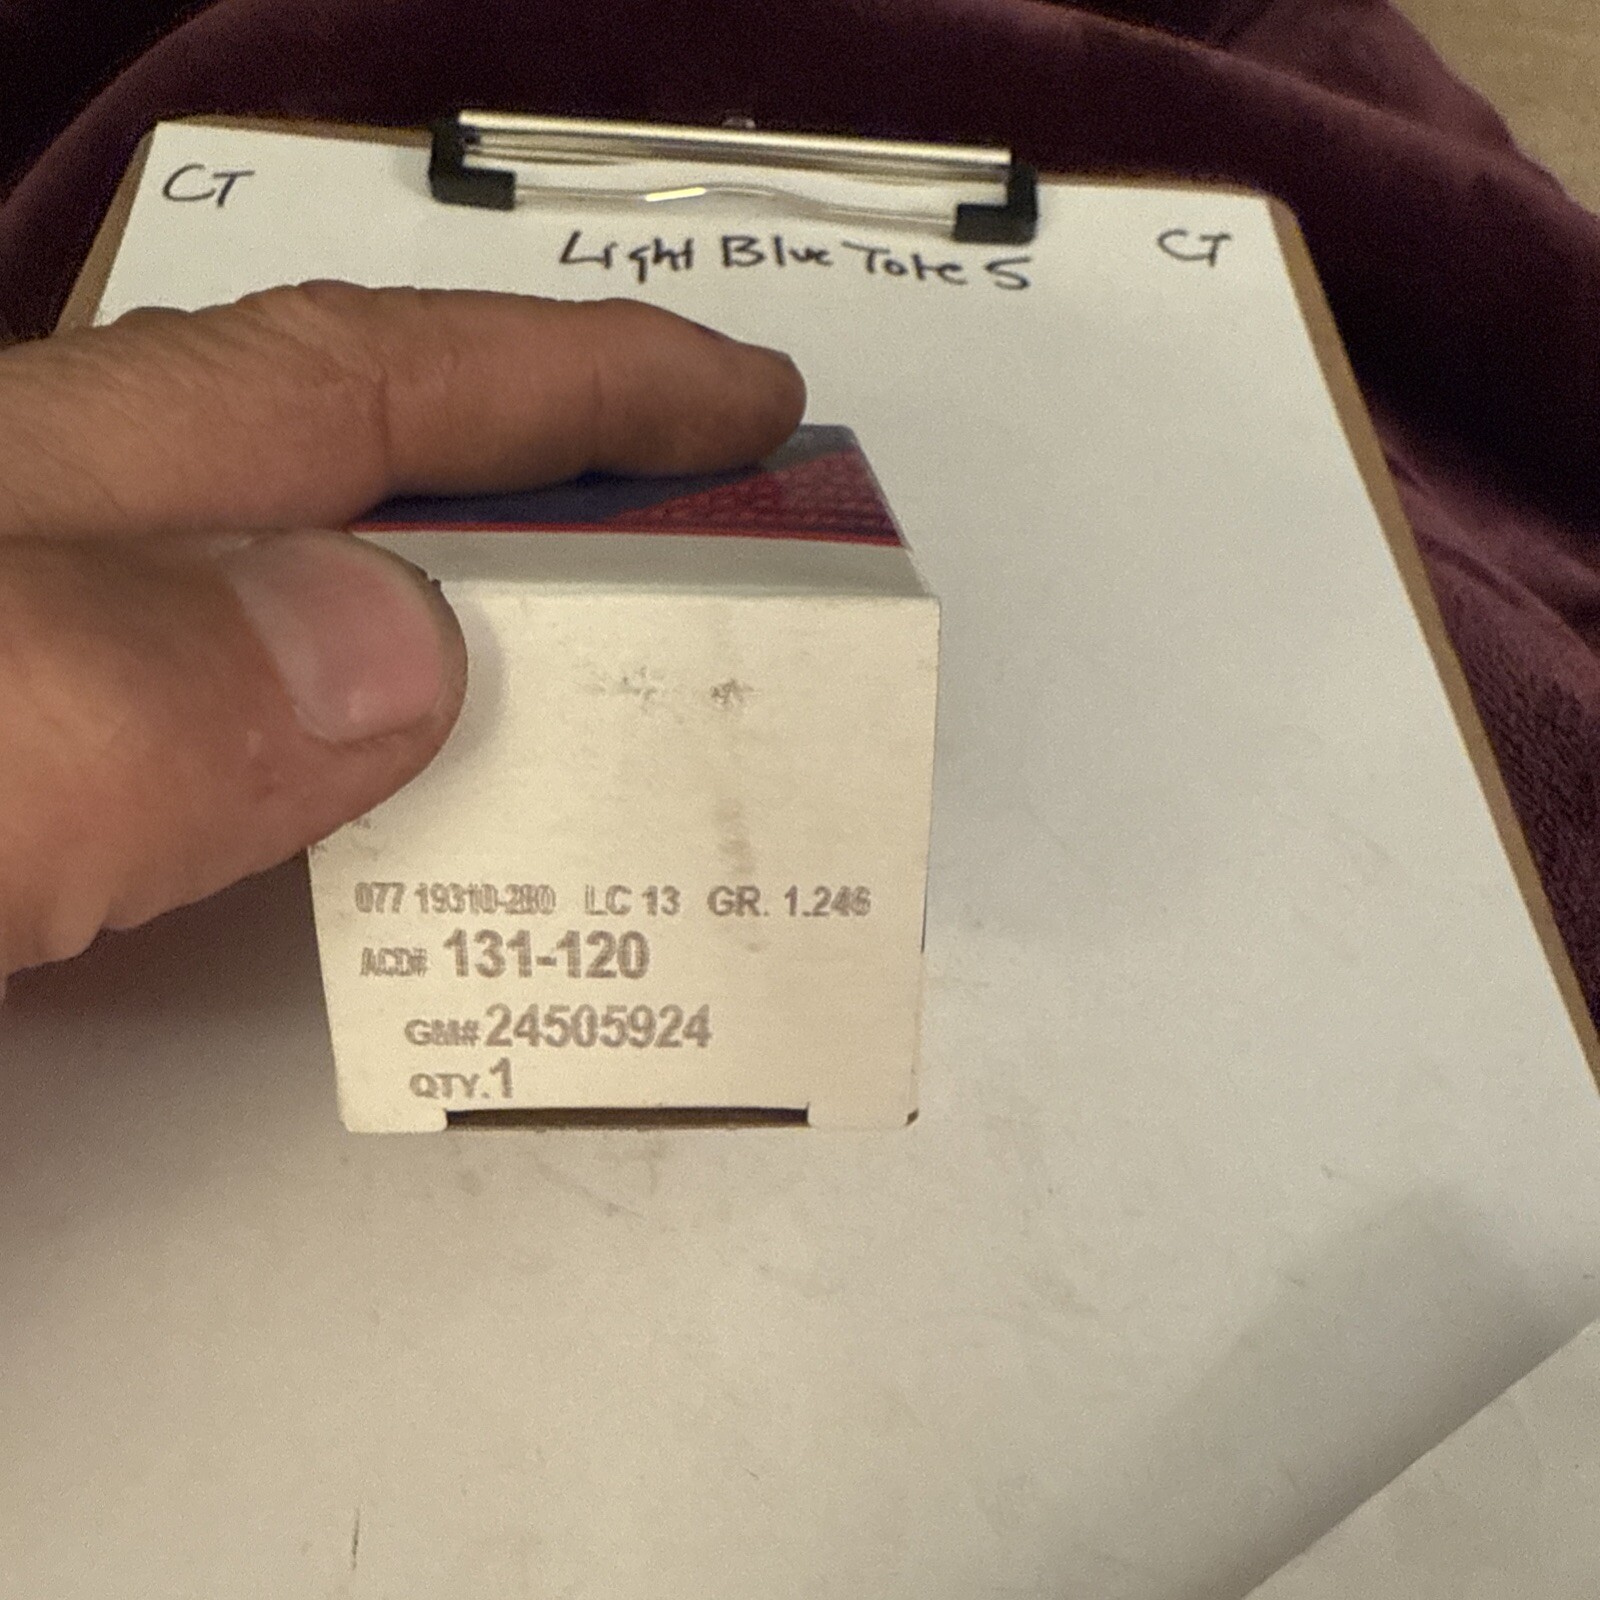 CT
CT
Light Blue Tote 5
077 19310-280 LC 13 GR. 1.246
ACD# 131-120
GM# 24505924
QTY. 1